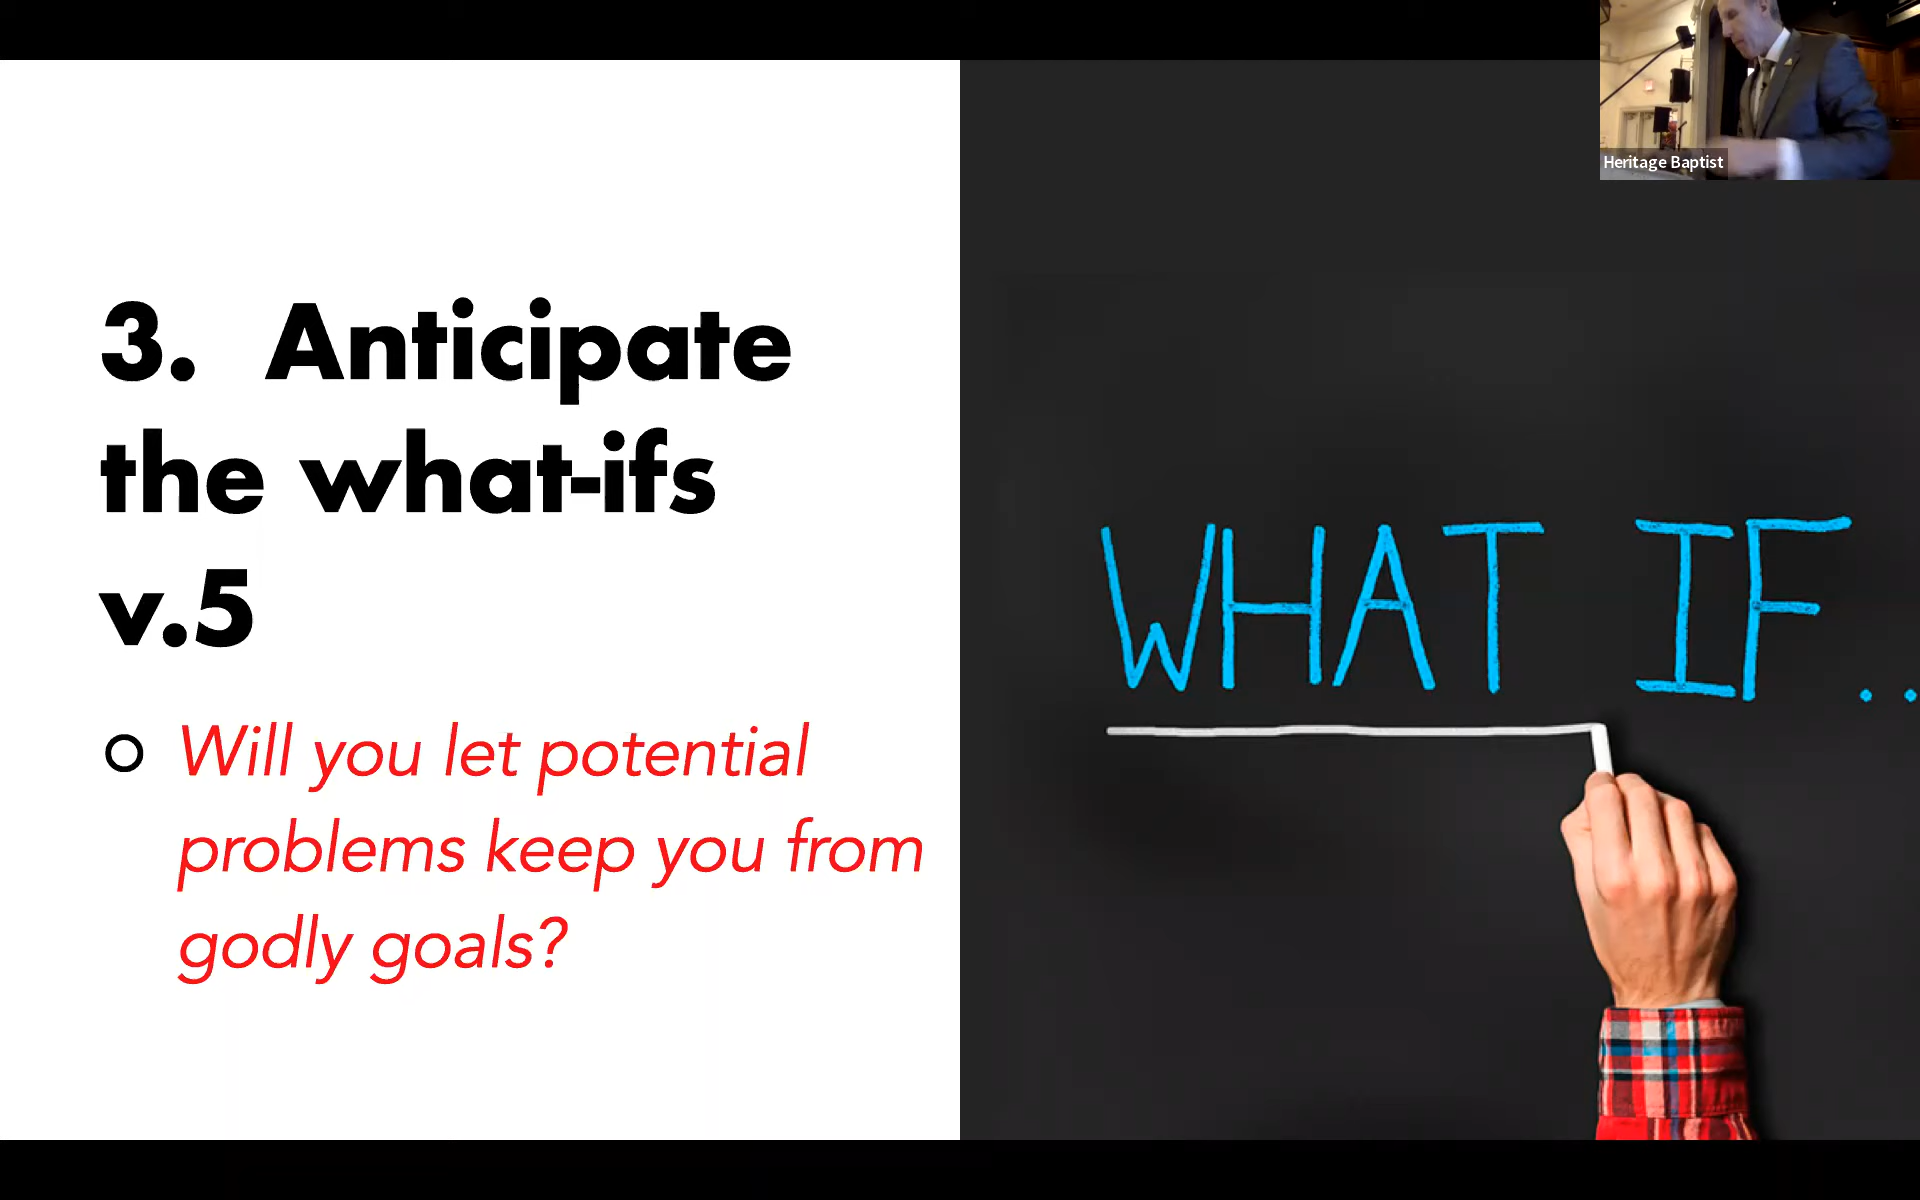 Heritage Baptist
3. Anticipate
the what-ifs
v.5
Will you let potential
problems keep you from
godly goals?
WHAT IF..